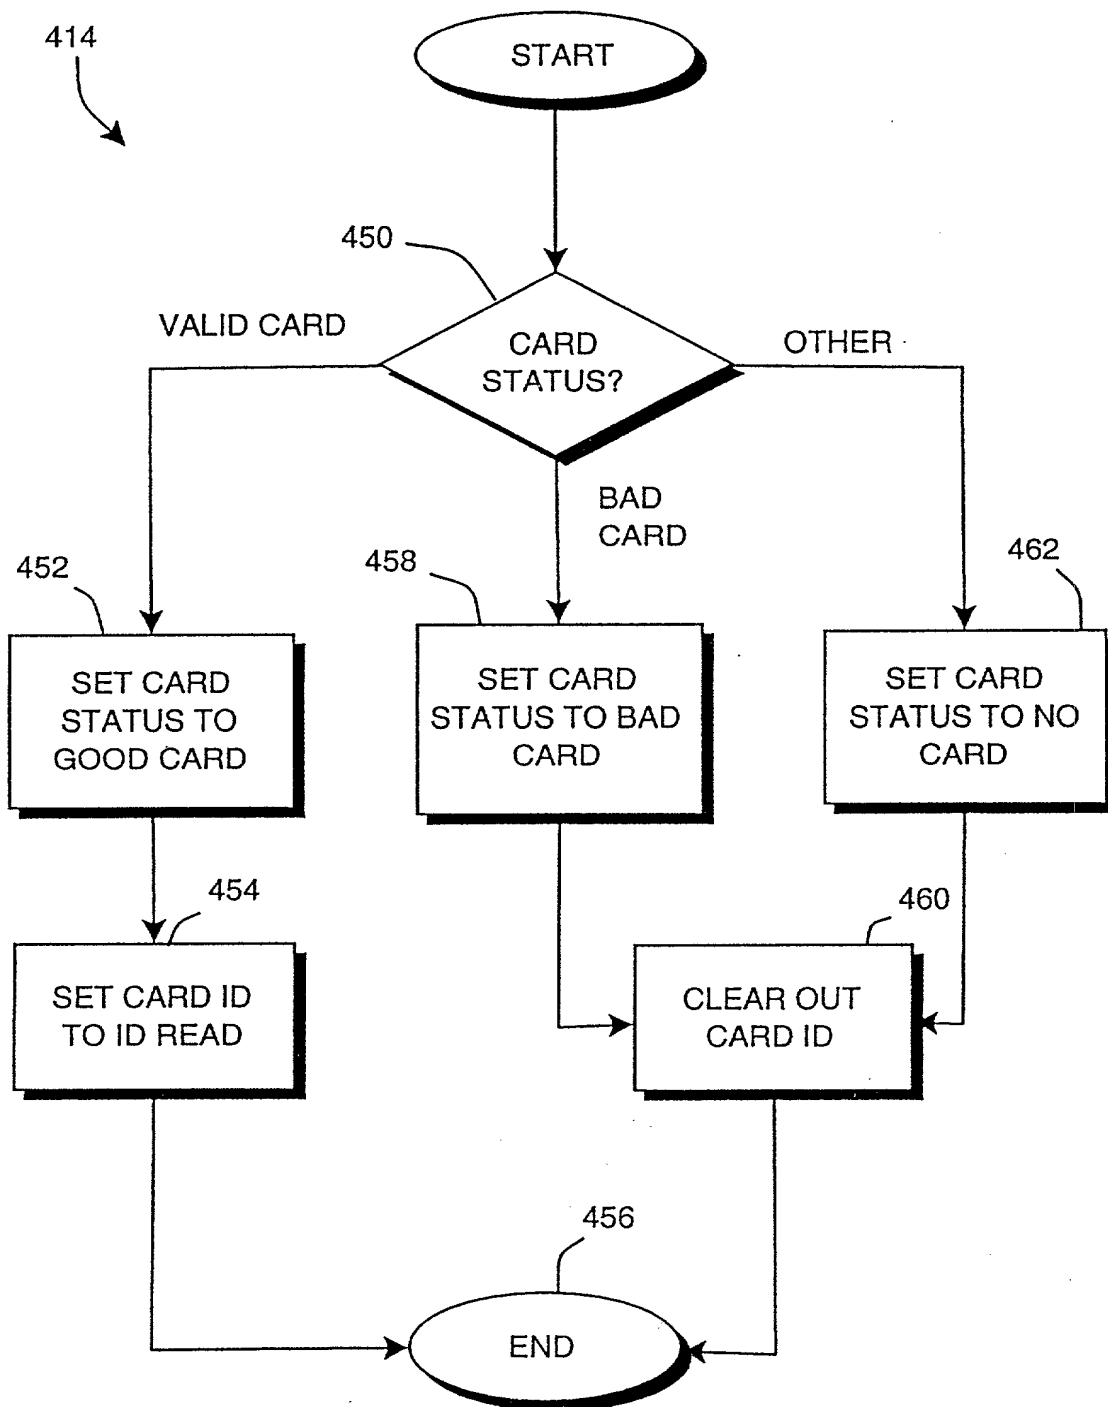 414
START
450
VALID CARD
CARD
STATUS?
OTHER
BAD
CARD
452
458
462
SET CARD
STATUS TO
GOOD CARD
SET CARD
STATUS TO BAD
CARD
SET CARD
STATUS TO NO
CARD
454
460
SET CARD ID
TO ID READ
CLEAR OUT
CARD ID
456
END